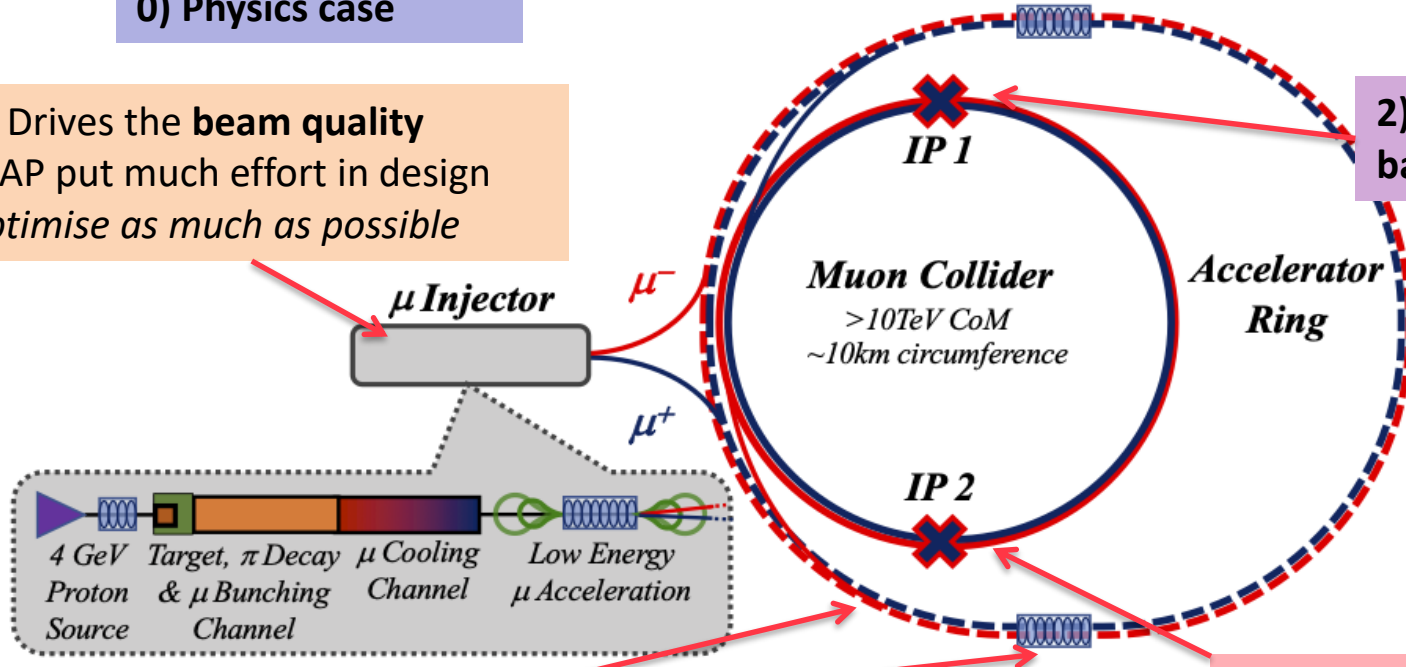 0) Physics case
Drives the beam quality
AP put much effort in design
optimise as much as possible
2)
IP 1
μ Injector
μ−
μ+
Muon Collider
>10TeV CoM
~10km circumference
Accelerator
Ring
IP 2
4 GeV
Proton
Source
Target, π Decay
& μ Bunching
Channel
μ Cooling
Channel
Low Energy
μ Acceleration